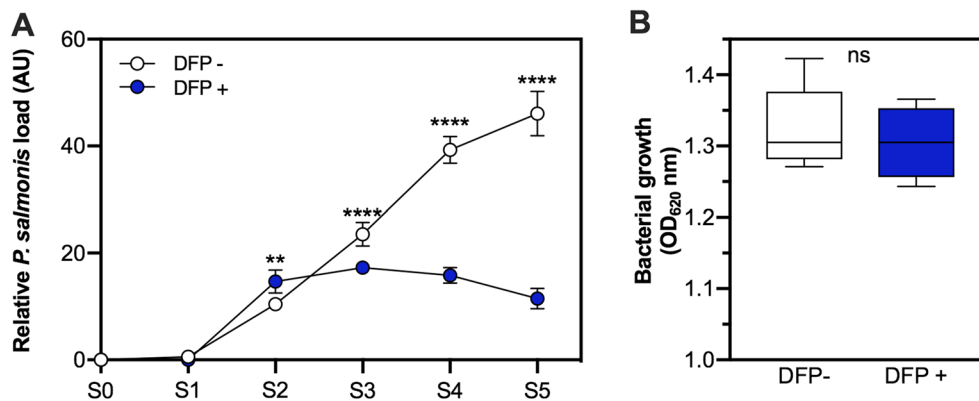 A
Relative P. salmonis load (AU)
60
40
20
0
S0 S1 S2 S3 S4 S5
DFP -
DFP +
**
****
****
****
B
Bacterial growth
(OD620 nm)
1.4
1.3
1.2
1.1
1.0
ns
DFP- DFP +